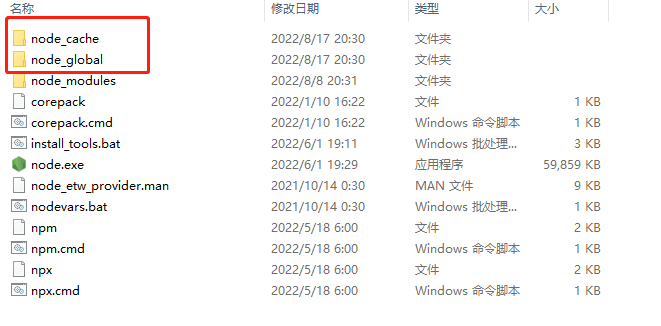 名称 修改日期 类型 大小
node_cache 2022/8/17 20:30 文件夹
node_global 2022/8/17 20:30 文件夹
node_modules 2022/8/8 20:31 文件夹
corepack 2022/1/10 16:22 文件 1 KB
corepack.cmd 2022/1/10 16:22 Windows 命令脚本 1 KB
install_tools.bat 2022/6/1 19:11 Windows 批处理... 3 KB
node.exe 2022/6/1 19:29 应用程序 59,859 KB
node_etw_provider.man 2021/10/14 0:30 MAN 文件 9 KB
nodevars.bat 2021/10/14 0:30 Windows 批处理... 1 KB
npm 2022/5/18 6:00 文件 2 KB
npm.cmd 2022/5/18 6:00 Windows 命令脚本 1 KB
npx 2022/5/18 6:00 文件 2 KB
npx.cmd 2022/5/18 6:00 Windows 命令脚本 1 KB